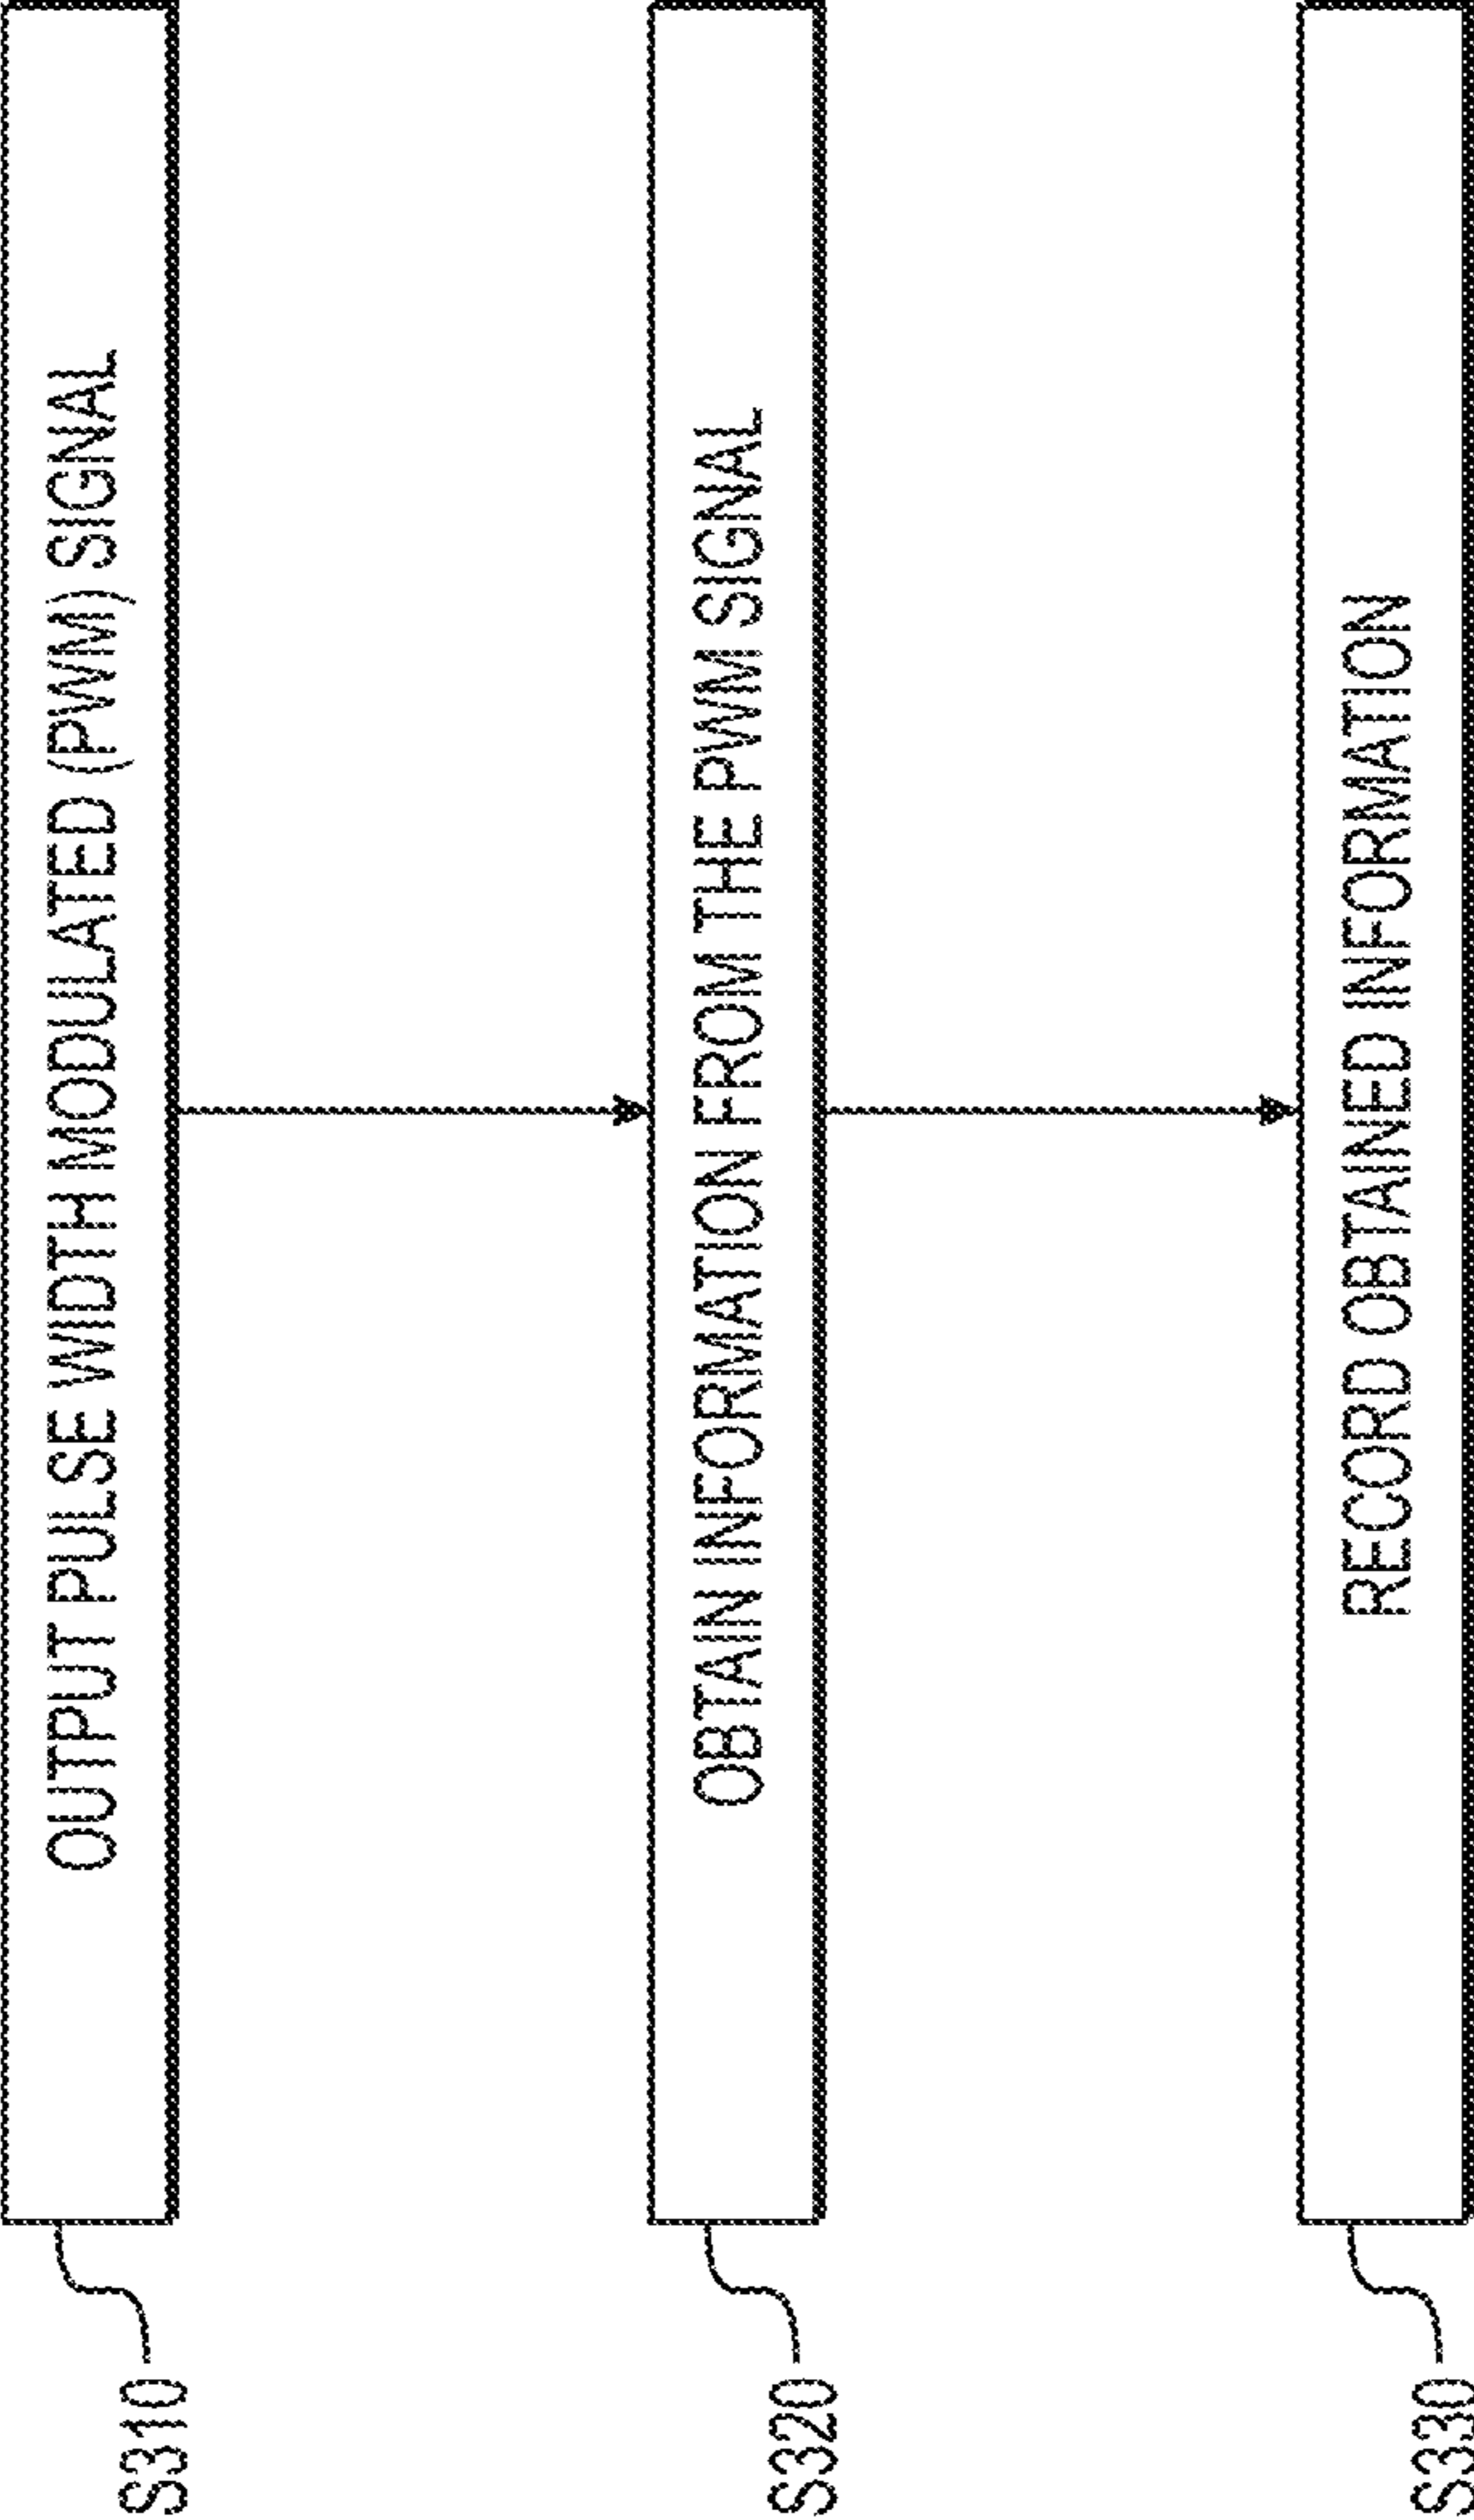 S310
OUTPUT PULSE WIDTH MODULATED (PWM) SIGNAL
S320
OBTAIN INFORMATION FROM THE PWM SIGNAL
S330
RECORD OBTAINED INFORMATION